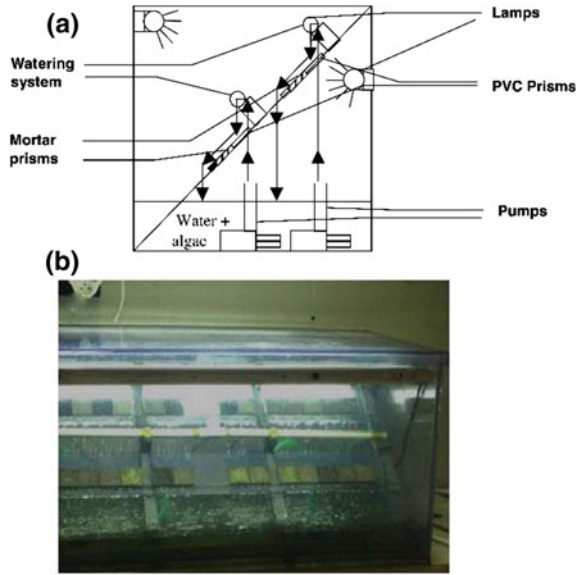 (a)
Lamps
Watering
system
PVC Prisms
Mortar
prisms
Water +
algae
Pumps
(b)